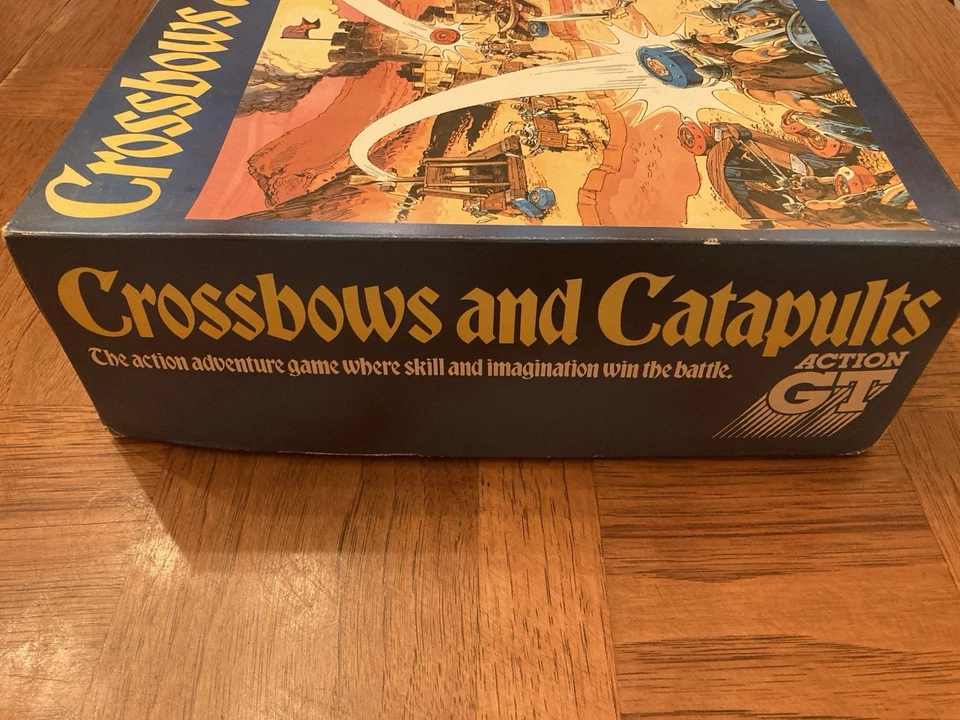 Crossbows
Crossbows and Catapults
The action adventure game where skill and imagination win the battle.
ACTION
GT